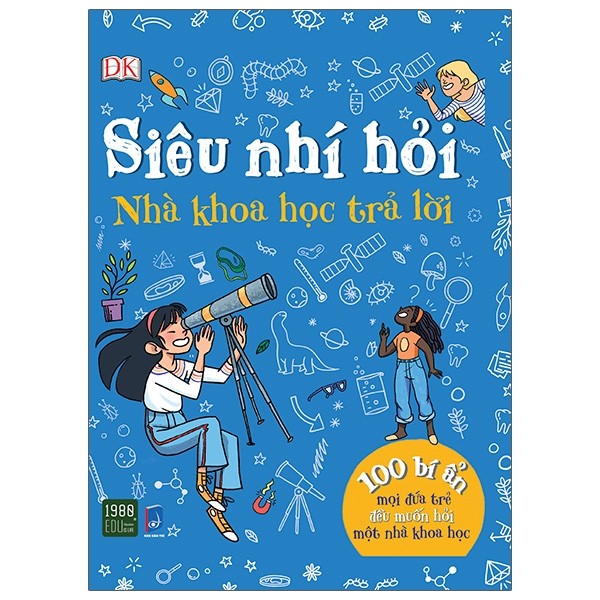 DK
Siêu nhí hỏi
Nhà khoa học trả lời
100 bí ẩn
mọi đứa trẻ
đều muốn hỏi
một nhà khoa học
1980
EDU